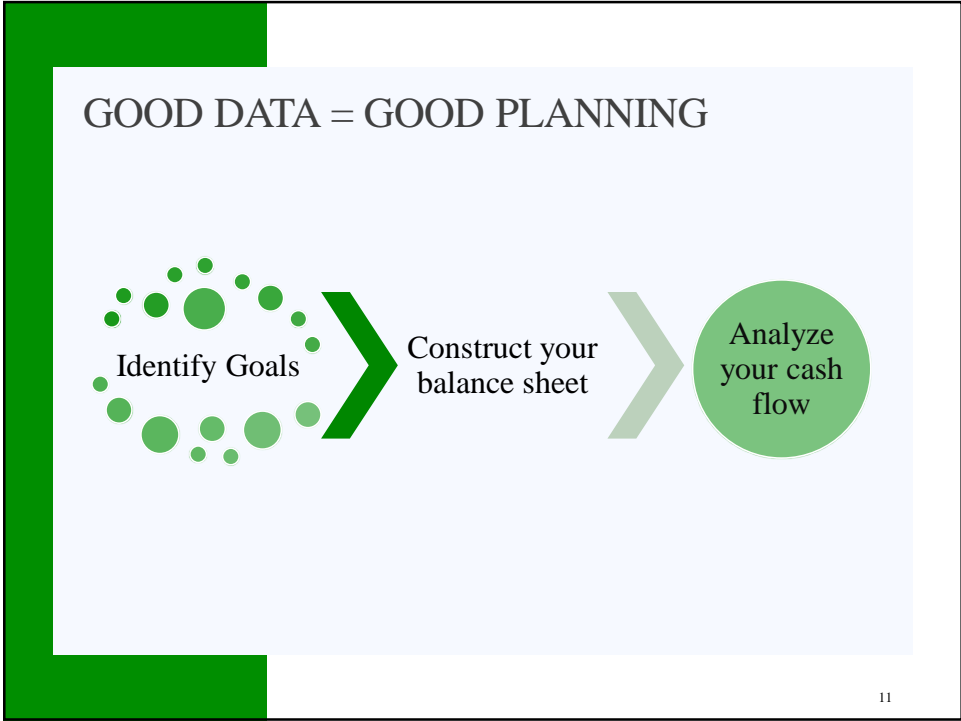 GOOD DATA = GOOD PLANNING
Identify Goals
Construct your
balance sheet
Analyze
your cash
flow
11